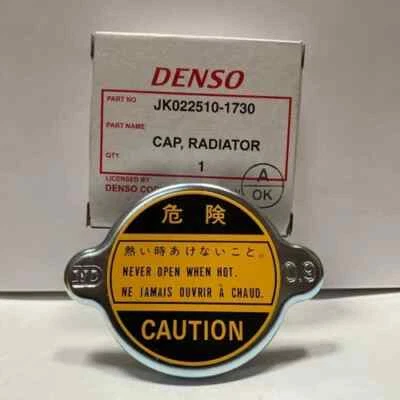 DENSO
PART NO JK022510-1730
PART NAME CAP, RADIATOR
QTY. 1
LICENSED BY
DENSO
A
OK
危険
熱い時あけないこと。
NEVER OPEN WHEN HOT.
NE JAMAIS OUVRIR À CHAUD.
CAUTION
ND
0.9